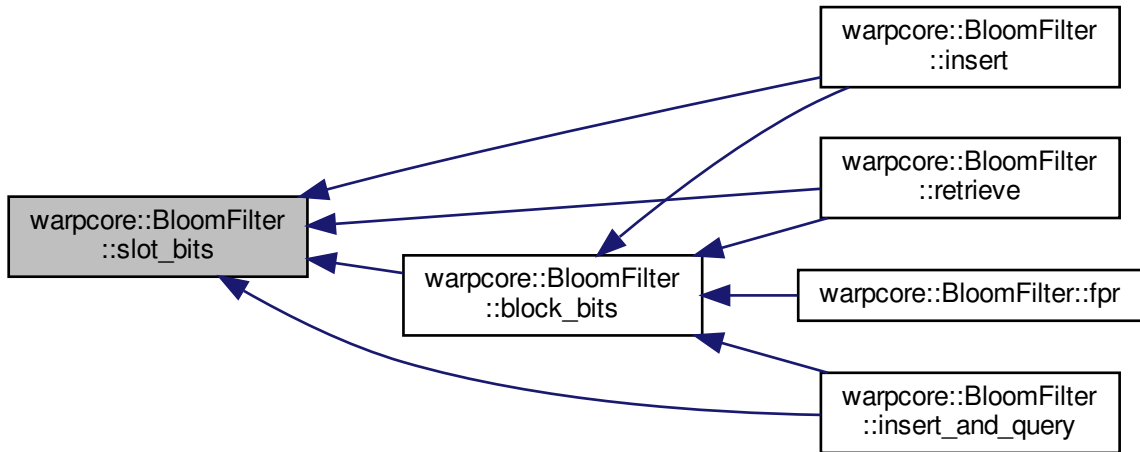 warpcore::BloomFilter
::slot_bits
warpcore::BloomFilter
::block_bits
warpcore::BloomFilter
::insert
warpcore::BloomFilter
::retrieve
warpcore::BloomFilter::fpr
warpcore::BloomFilter
::insert_and_query